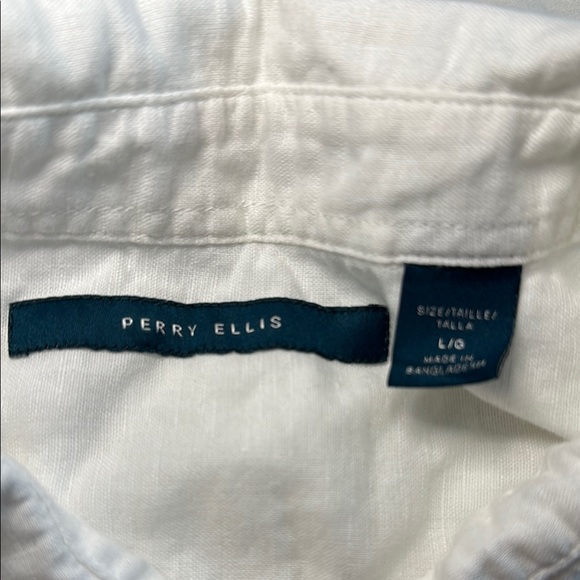 PERRY ELLIS
SIZE/TAILLE/
TALLA
L/G
MADE IN
BANGLADESH